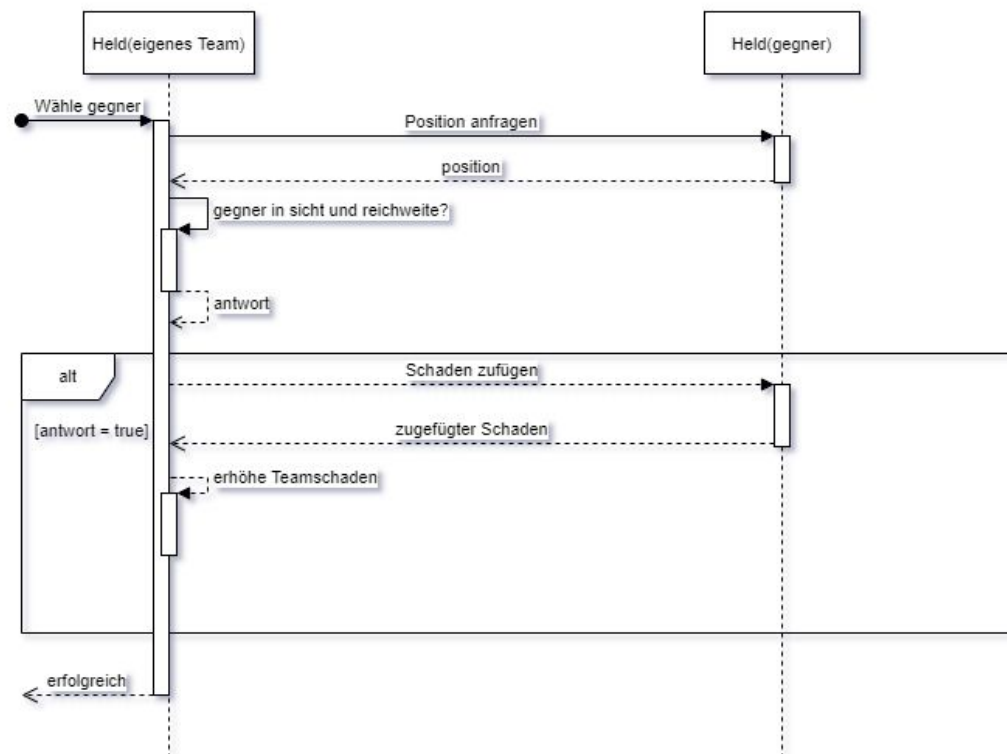 Held(eigenes Team)
Held(gegner)
Wähle gegner
Position anfragen
position
gegner in sicht und reichweite?
antwort
alt
Schaden zufügen
[antwort = true]
zugefügter Schaden
erhöhe Teamschaden
erfolgreich